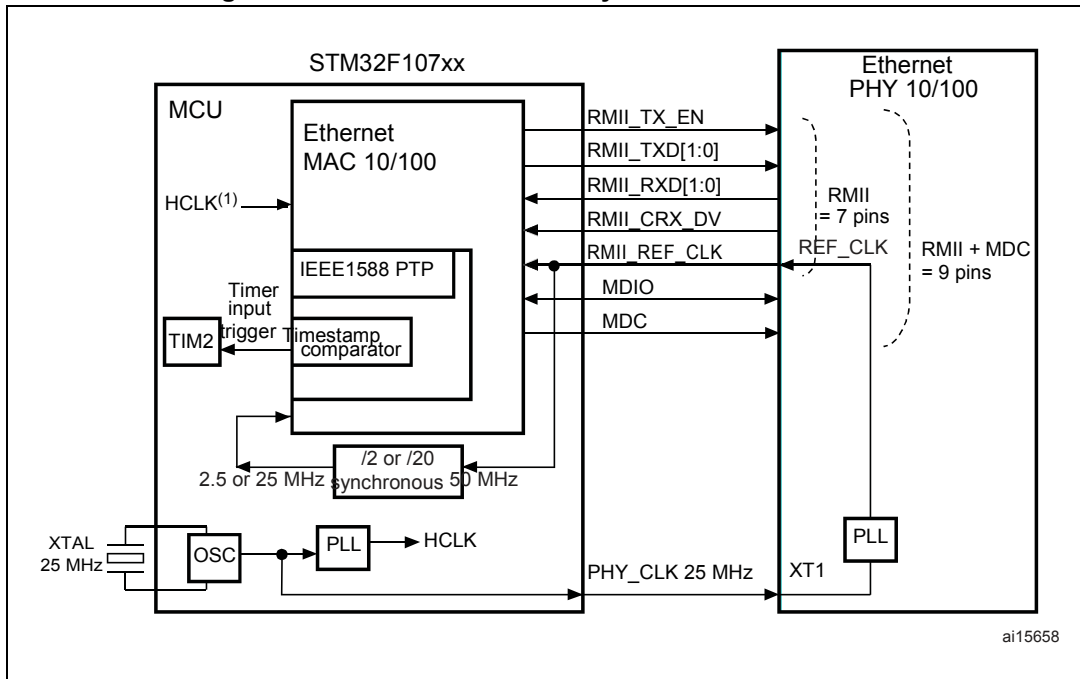 STM32F107xx
Ethernet
PHY 10/100
MCU
Ethernet
MAC 10/100
HCLK(1)
RMII_TX_EN
RMII_TXD[1:0]
RMII_RXD[1:0]
RMII_CRX_DV
RMII_REF_CLK
REF_CLK
RMII
= 7 pins
RMII + MDC
= 9 pins
IEEE1588 PTP
MDIO
MDC
Timer
input
trigger
TIM2
Timestamp
comparator
/2 or /20
synchronous
2.5 or 25 MHz
50 MHz
XTAL
25 MHz
OSC
PLL
HCLK
PLL
PHY_CLK 25 MHz
XT1
ai15658